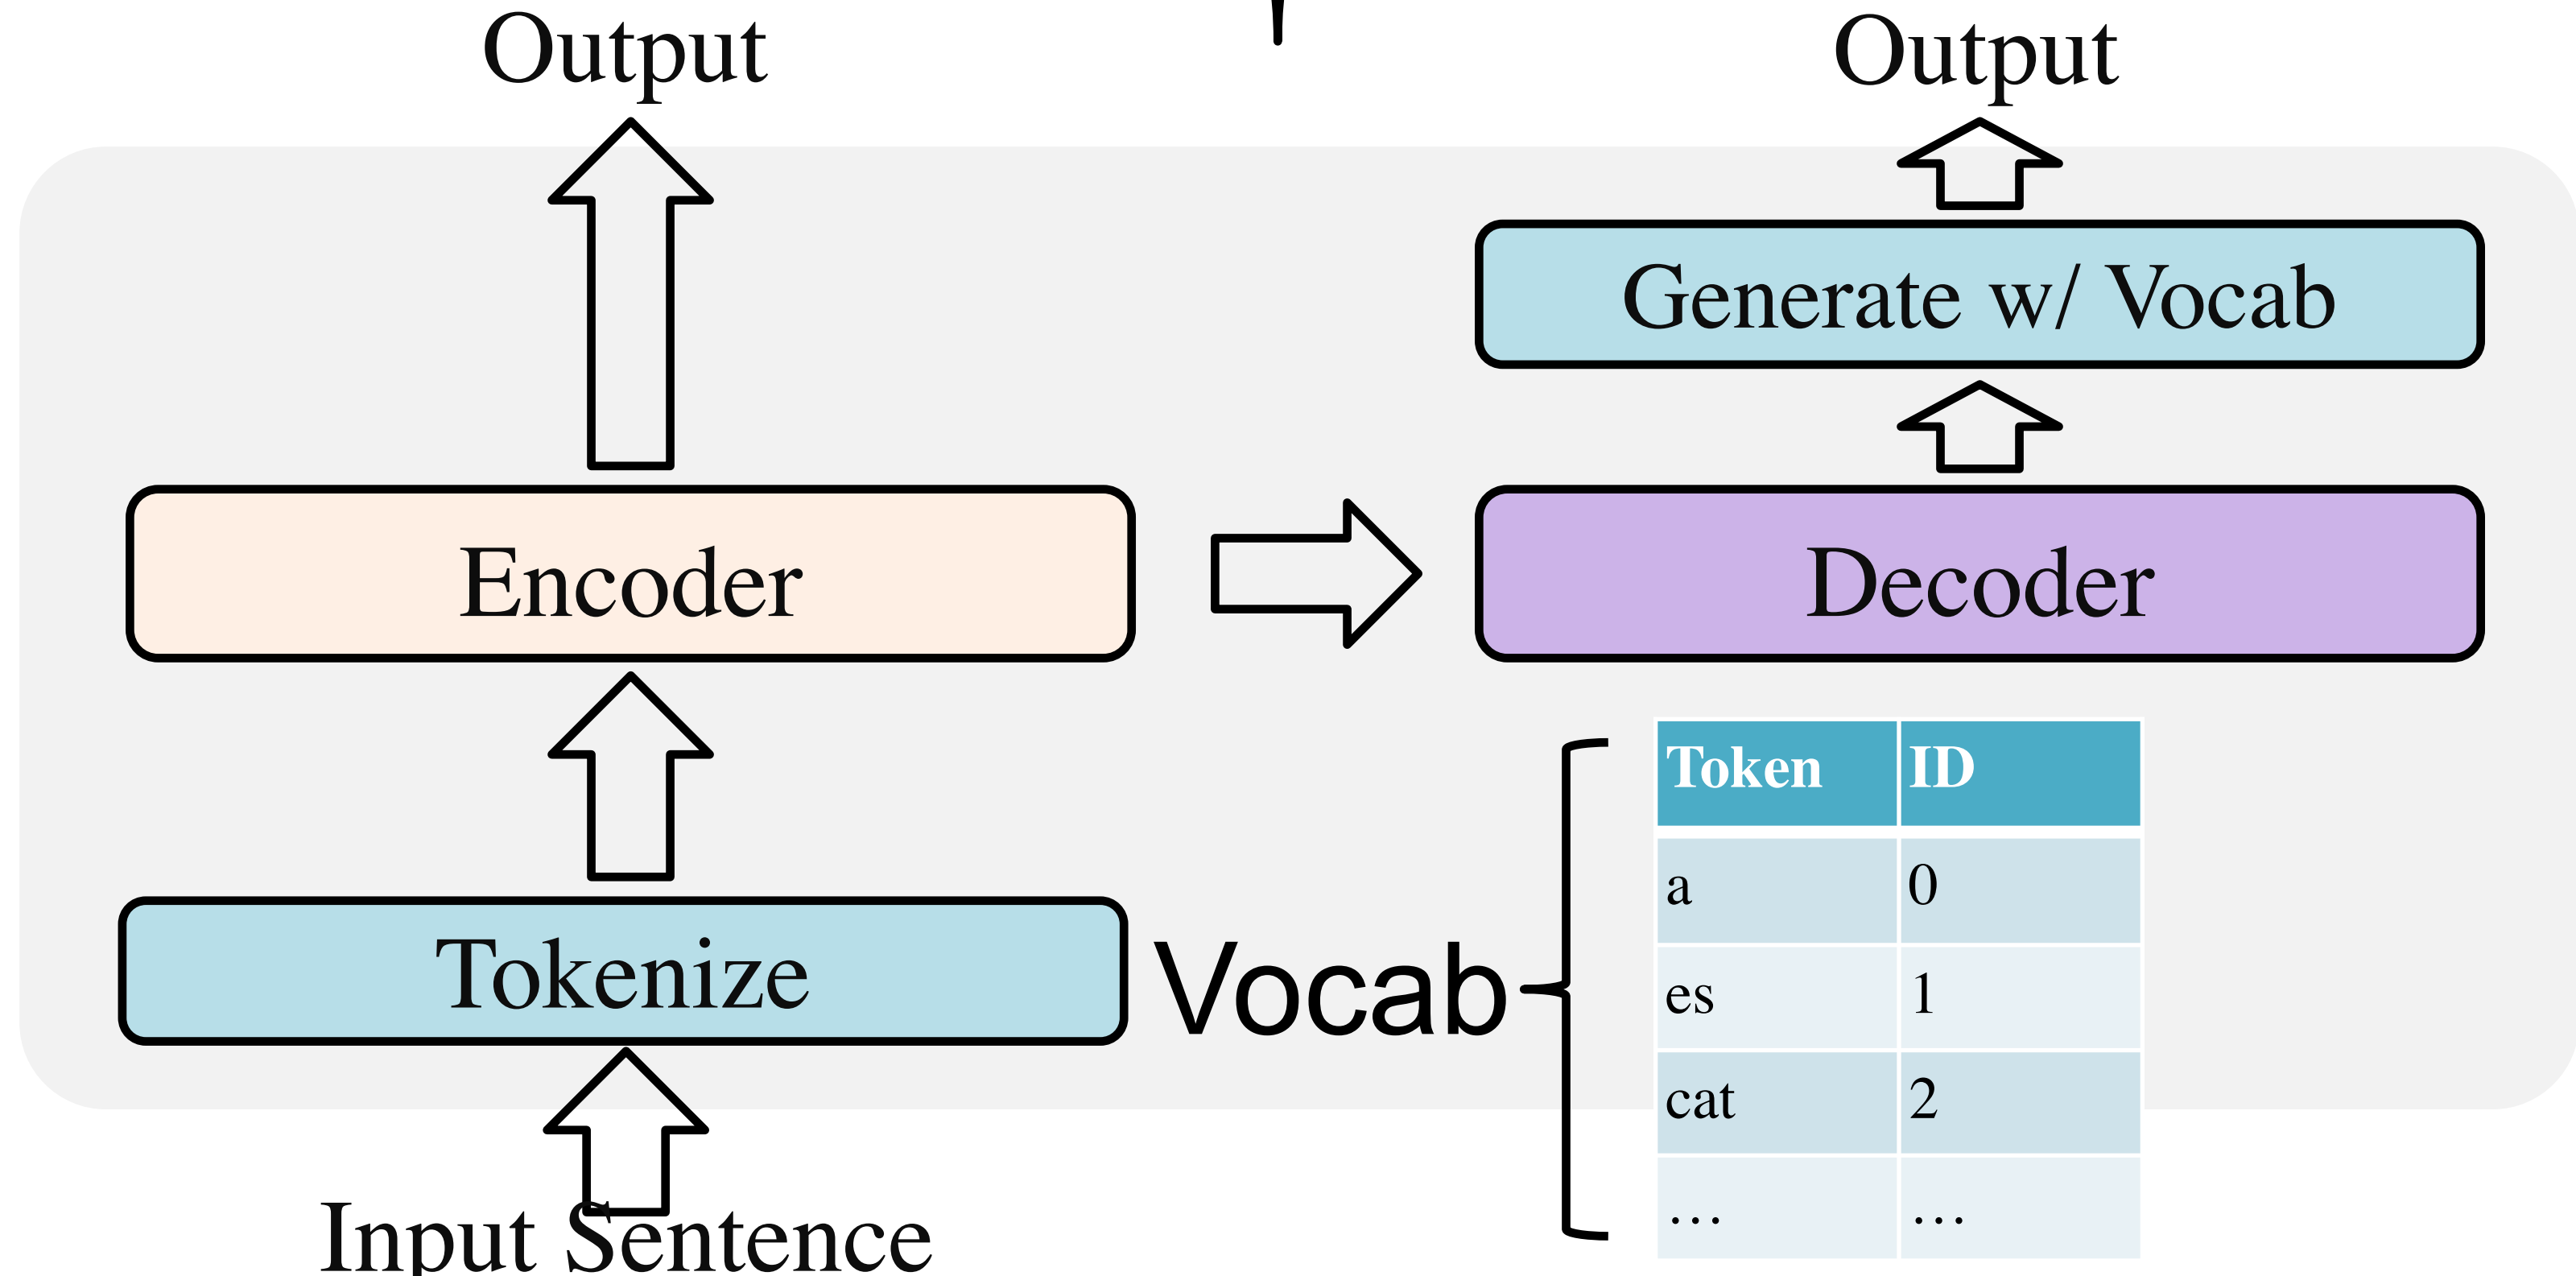 Output
Output
Generate w/ Vocab
Encoder
Decoder
Tokenize
Vocab
Token ID
a 0
es 1
cat 2
… …
Input Sentence